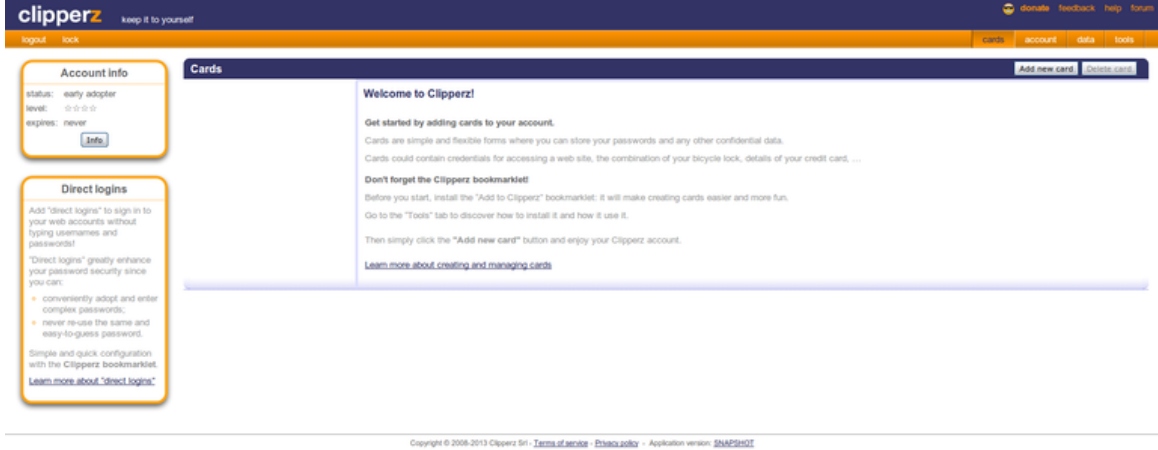 clipperz keep it to yourself
donate feedback help forum
logout lock
cards account data tools
Account info
status: early adopter
level: ☆☆☆☆
expires: never
Info
Direct logins
Add "direct logins" to sign in to
your web accounts without
typing usernames and
passwords!
"Direct logins" greatly enhance
your password security since
you can:
conveniently adopt and enter
complex passwords;
never re-use the same and
easy-to-guess password.
Simple and quick configuration
with the Clipperz bookmarklet.
Learn more about "direct logins"
Cards
Add new card Delete card
Welcome to Clipperz!
Get started by adding cards to your account.
Cards are simple and flexible forms where you can store your passwords and any other confidential data.
Cards could contain credentials for accessing a web site, the combination of your bicycle lock, details of your credit card, ...
Don't forget the Clipperz bookmarklet!
Before you start, install the "Add to Clipperz" bookmarklet: it will make creating cards easier and more fun.
Go to the "Tools" tab to discover how to install it and how it use it.
Then simply click the "Add new card" button and enjoy your Clipperz account.
Learn more about creating and managing cards
Copyright © 2008-2013 Clipperz Srl - Terms of service - Privacy policy - Application version: SNAPSHOT